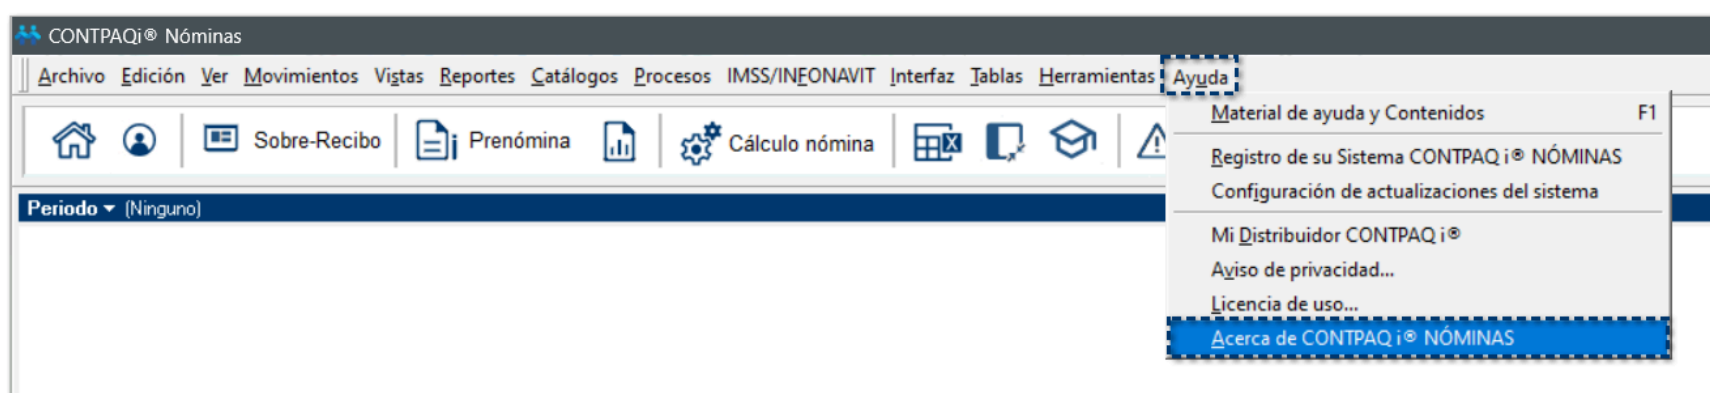 CONTPAQi® Nóminas
Archivo Edición Ver Movimientos Vistas Reportes Catálogos Procesos IMSS/INFONAVIT Interfaz Tablas Herramientas Ayuda
Sobre-Recibo Prenómina Cálculo nómina
Periodo (Ninguno)
Material de ayuda y Contenidos F1
Registro de su Sistema CONTPAQ i® NÓMINAS
Configuración de actualizaciones del sistema
Mi Distribuidor CONTPAQ i®
Aviso de privacidad...
Licencia de uso...
Acerca de CONTPAQ i® NÓMINAS